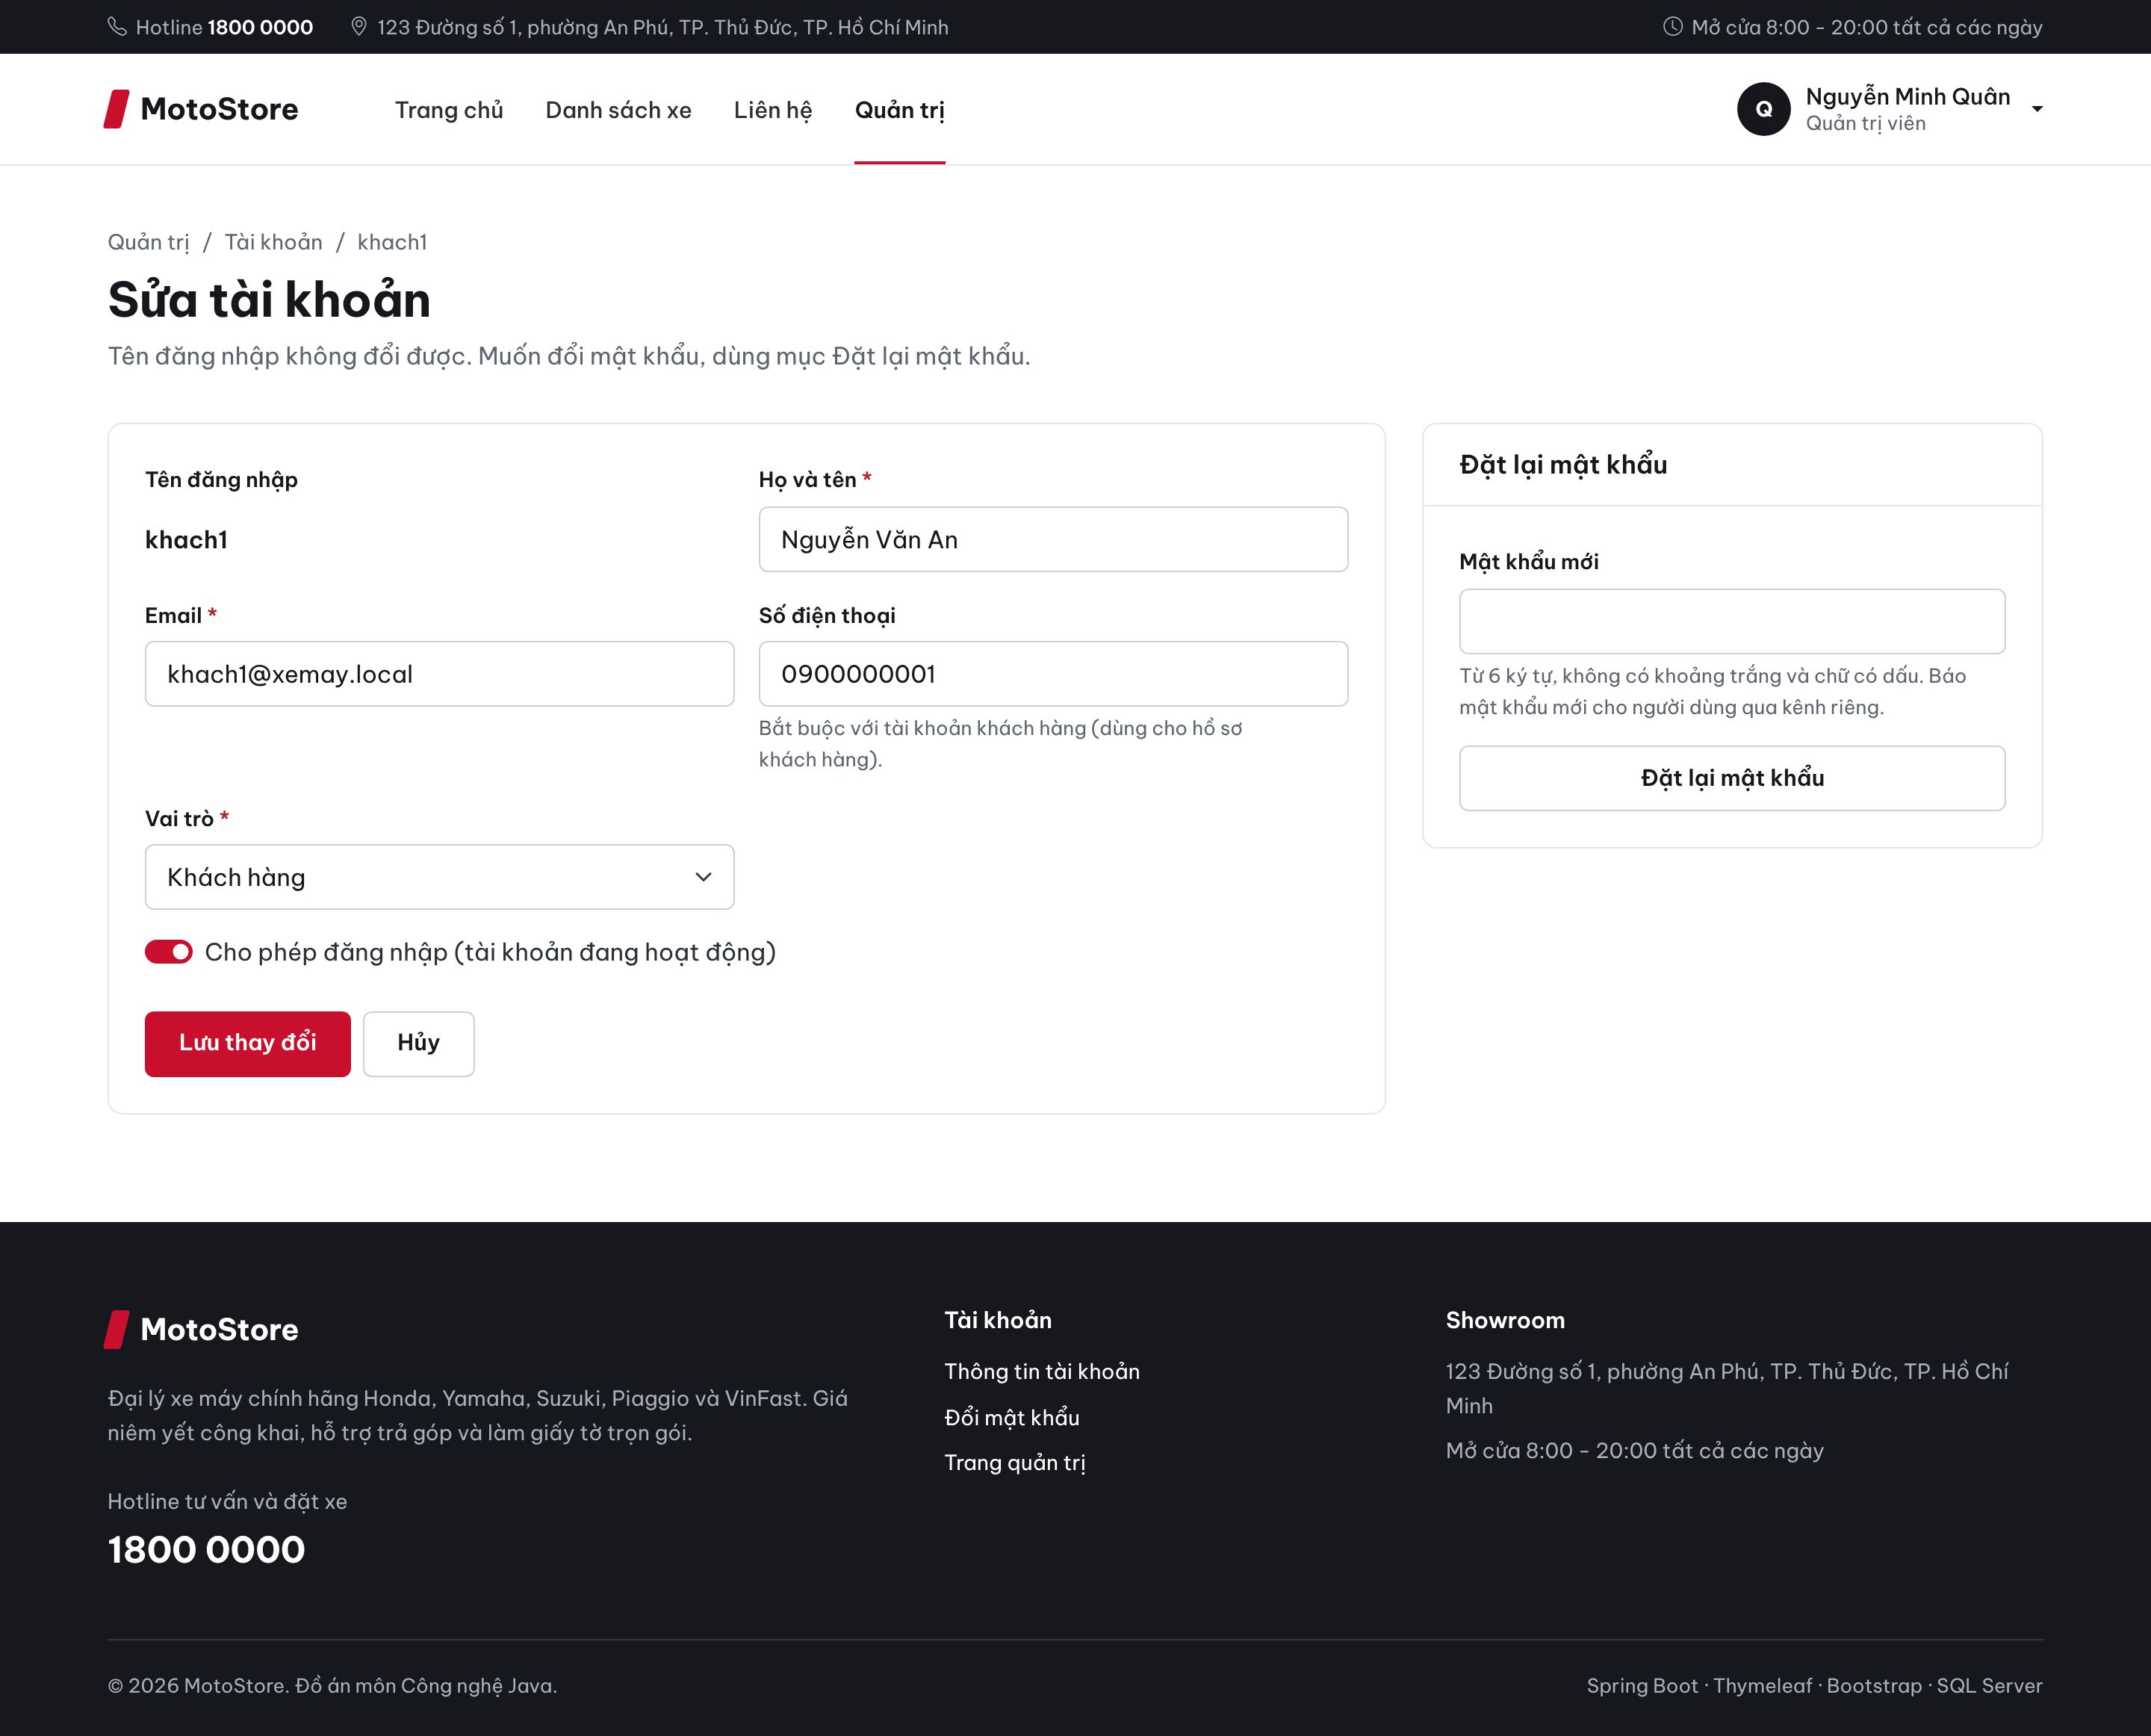 Hotline 1800 0000
123 Đường số 1, phường An Phú, TP. Thủ Đức, TP. Hồ Chí Minh
Mở cửa 8:00 - 20:00 tất cả các ngày
MotoStore
Trang chủ
Danh sách xe
Liên hệ
Quản trị
Q
Nguyễn Minh Quân
Quản trị viên
Quản trị / Tài khoản / khach1
Sửa tài khoản
Tên đăng nhập không đổi được. Muốn đổi mật khẩu, dùng mục Đặt lại mật khẩu.
Tên đăng nhập
khach1
Họ và tên *
Nguyễn Văn An
Email *
khach1@xemay.local
Số điện thoại
0900000001
Bắt buộc với tài khoản khách hàng (dùng cho hồ sơ
khách hàng).
Vai trò *
Khách hàng
Cho phép đăng nhập (tài khoản đang hoạt động)
Lưu thay đổi
Hủy
Đặt lại mật khẩu
Mật khẩu mới
Từ 6 ký tự, không có khoảng trắng và chữ có dấu. Báo
mật khẩu mới cho người dùng qua kênh riêng.
Đặt lại mật khẩu
MotoStore
Đại lý xe máy chính hãng Honda, Yamaha, Suzuki, Piaggio và VinFast. Giá
niêm yết công khai, hỗ trợ trả góp và làm giấy tờ trọn gói.
Hotline tư vấn và đặt xe
1800 0000
Tài khoản
Thông tin tài khoản
Đổi mật khẩu
Trang quản trị
Showroom
123 Đường số 1, phường An Phú, TP. Thủ Đức, TP. Hồ Chí
Minh
Mở cửa 8:00 - 20:00 tất cả các ngày
© 2026 MotoStore. Đồ án môn Công nghệ Java.
Spring Boot · Thymeleaf · Bootstrap · SQL Server